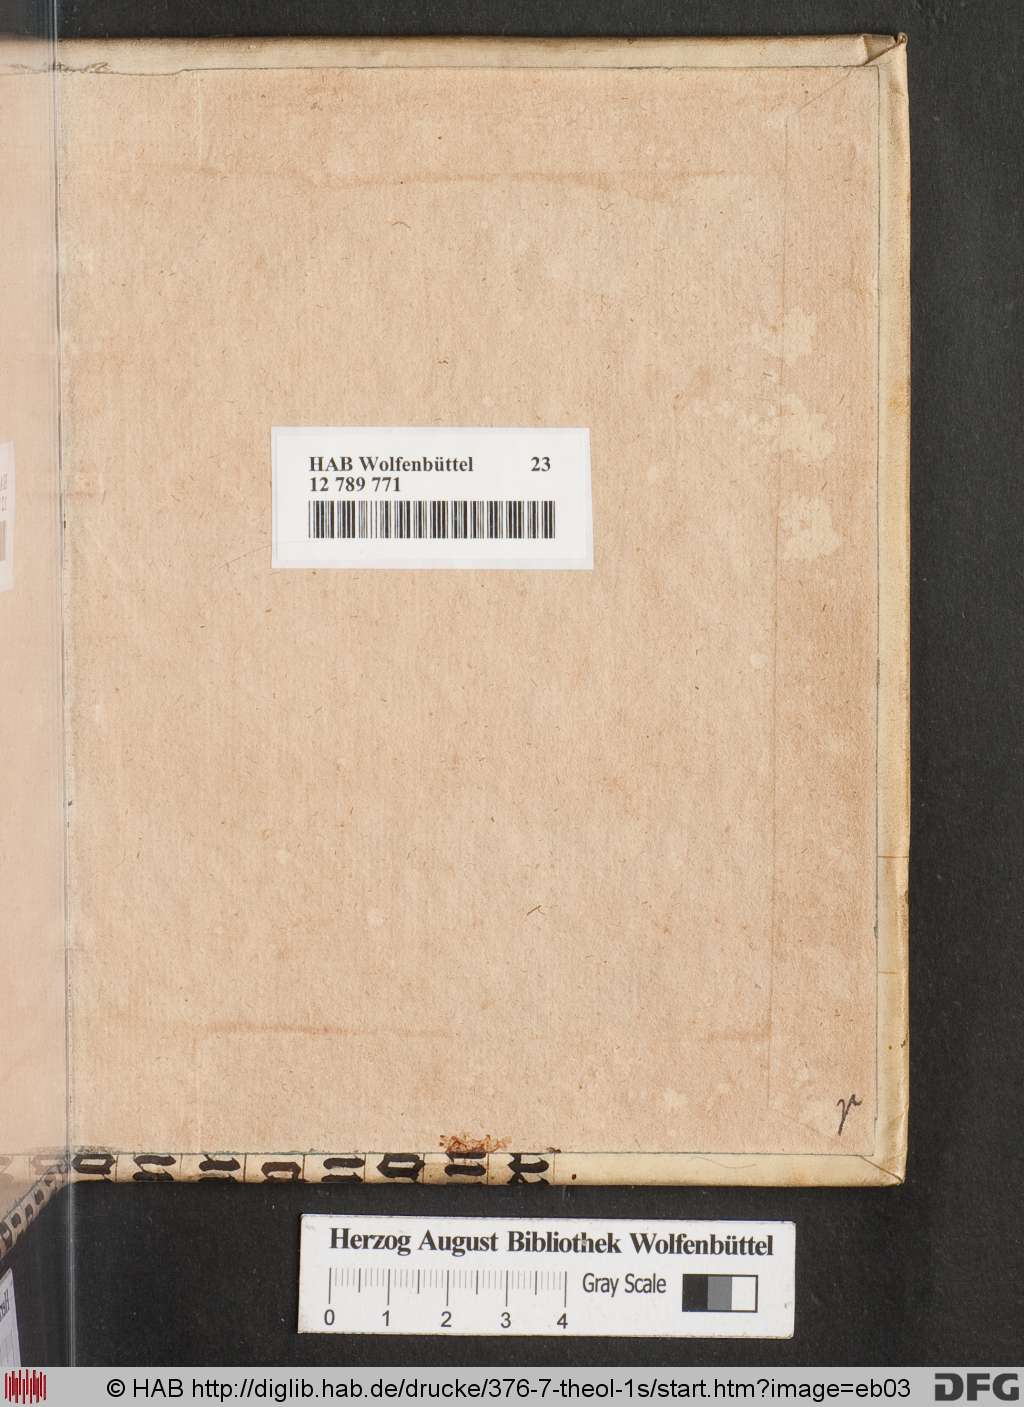 HAB Wolfenbüttel 23
12 789 771
Herzog August Bibliothek Wolfenbüttel
Gray Scale
0 1 2 3 4
© HAB http://diglib.hab.de/drucke/376-7-theol-1s/start.htm?image=eb03
DFG